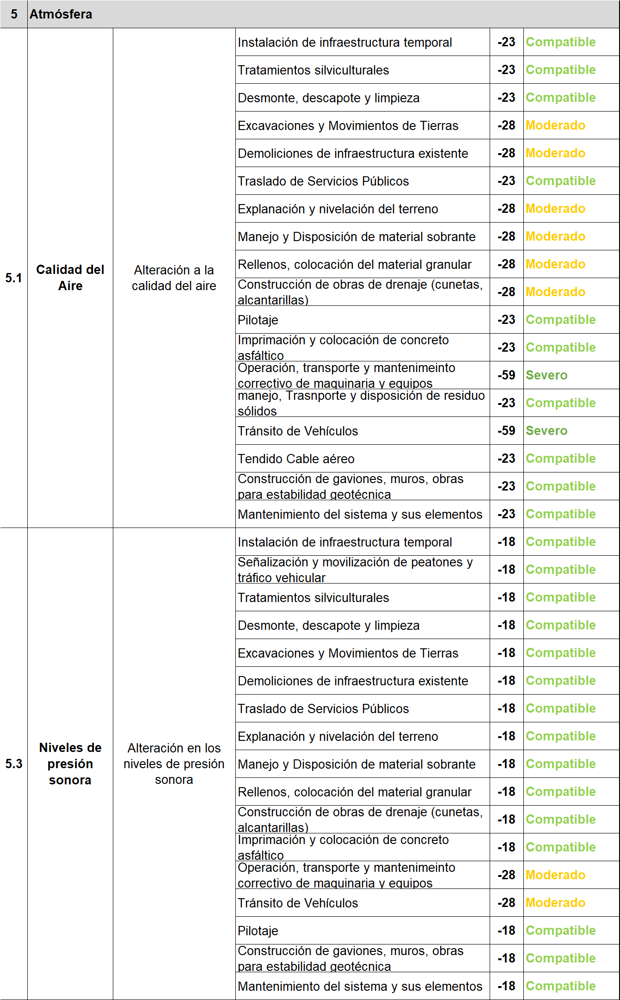 5 Atmósfera
Instalación de infraestructura temporal -23 Compatible
Tratamientos silviculturales -23 Compatible
Desmonte, descapote y limpieza -23 Compatible
Excavaciones y Movimientos de Tierras -28 Moderado
Demoliciones de infraestructura existente -28 Moderado
Traslado de Servicios Públicos -23 Compatible
Explanación y nivelación del terreno -28 Moderado
Manejo y Disposición de material sobrante -28 Moderado
5.1
Calidad del
Aire
Alteración a la
calidad del aire
Rellenos, colocación del material granular -28 Moderado
Construcción de obras de drenaje (cunetas,
alcantarillas)
-28 Moderado
Pilotaje -23 Compatible
Imprimación y colocación de concreto
asfáltico
-23 Compatible
Operación, transporte y mantenimeinto
correctivo de maquinaria y equipos
-59 Severo
manejo, Trasnporte y disposición de residuo
sólidos
-23 Compatible
Tránsito de Vehículos -59 Severo
Tendido Cable aéreo -23 Compatible
Construcción de gaviones, muros, obras
para estabilidad geotécnica
-23 Compatible
Mantenimiento del sistema y sus elementos -23 Compatible
Instalación de infraestructura temporal -18 Compatible
Señalización y movilización de peatones y
tráfico vehicular
-18 Compatible
Tratamientos silviculturales -18 Compatible
Desmonte, descapote y limpieza -18 Compatible
Excavaciones y Movimientos de Tierras -18 Compatible
Demoliciones de infraestructura existente -18 Compatible
Traslado de Servicios Públicos -18 Compatible
Explanación y nivelación del terreno -18 Compatible
5.3
Niveles de
presión
sonora
Alteración en los
niveles de presión
sonora
Manejo y Disposición de material sobrante -18 Compatible
Rellenos, colocación del material granular -18 Compatible
Construcción de obras de drenaje (cunetas,
alcantarillas)
-18 Compatible
Imprimación y colocación de concreto
asfáltico
-18 Compatible
Operación, transporte y mantenimeinto
correctivo de maquinaria y equipos
-28 Moderado
Tránsito de Vehículos -28 Moderado
Pilotaje -18 Compatible
Construcción de gaviones, muros, obras
para estabilidad geotécnica
-18 Compatible
Mantenimiento del sistema y sus elementos -18 Compatible